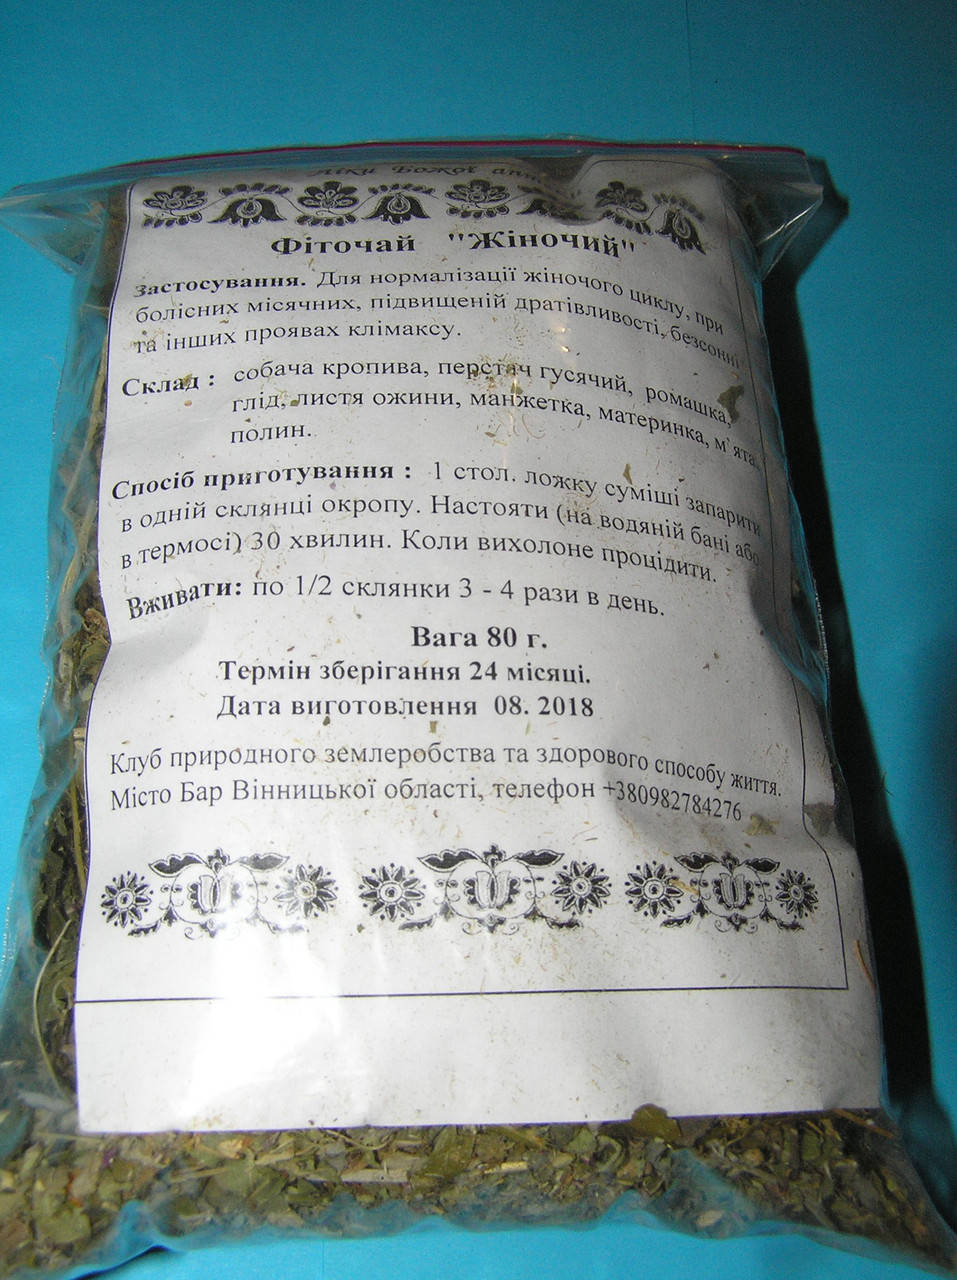 Ліки Божої
Фіточай "Жіночий"
Застосування. Для нормалізації жіночого циклу, при
болісних місячних, підвищеній дратівливості, безсонні
та інших проявах клімаксу.
Склад : собача кропива, перстач гусячий, ромашка,
глід, листя ожини, манжетка, материнка, м'ята,
полин.
Спосіб приготування : 1 стол. ложку суміші запарити
в одній склянці окропу. Настояти (на водяній бані або
в термосі) 30 хвилин. Коли вихолоне процідити.
Вживати: по 1/2 склянки 3 - 4 рази в день.
Вага 80 г.
Термін зберігання 24 місяці.
Дата виготовлення 08. 2018
Клуб природного землеробства та здорового способу життя.
Місто Бар Вінницької області, телефон +380982784276